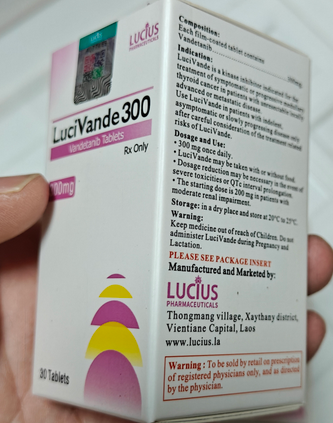 LUCIUS
PHARMACEUTICALS
LuciVande 300
Vandetanib Tablets
Rx Only
30 Tablets
Composition:
Each film-coated tablet contains
Vandetanib
Indication:
LuciVande is a kinase inhibitor indicated for the
treatment of symptomatic or progressive medullary
thyroid cancer in patients with unresectable locally
advanced or metastatic disease.
Use LuciVande in patients with indolent,
asymptomatic or slowly progressing disease only
after careful consideration of the treatment related
risks of LuciVande.
Dosage and Use:
• 300 mg once daily.
• LuciVande may be taken with or without food.
• Dosage reduction may be necessary in the event of
severe toxicities or QTc interval prolongation.
• The starting dose is 200 mg in patients with
moderate renal impairment.
Storage: in a dry place and store at 20°C to 25°C.
Warning:
Keep medicine out of reach of Children. Do not
administer LuciVande during Pregnancy and
Lactation.
PLEASE SEE PACKAGE INSERT
Manufactured and Marketed by:
LUCIUS
PHARMACEUTICALS
Thongmang village, Xaythany district,
Vientiane Capital, Laos
www.lucius.la
Warning : To be sold by retail on prescription
of registered physicians only, and as directed
by the physician.